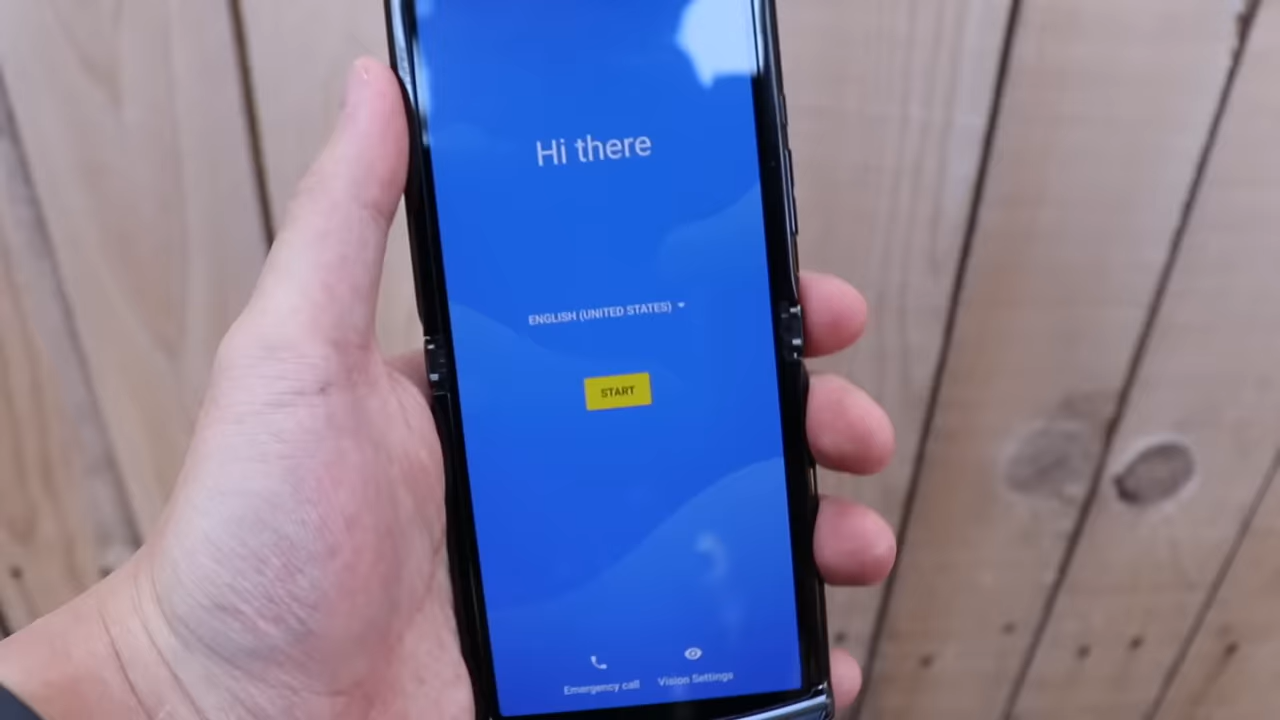 Hi there
ENGLISH (UNITED STATES)
START
Emergency call
Vision Settings